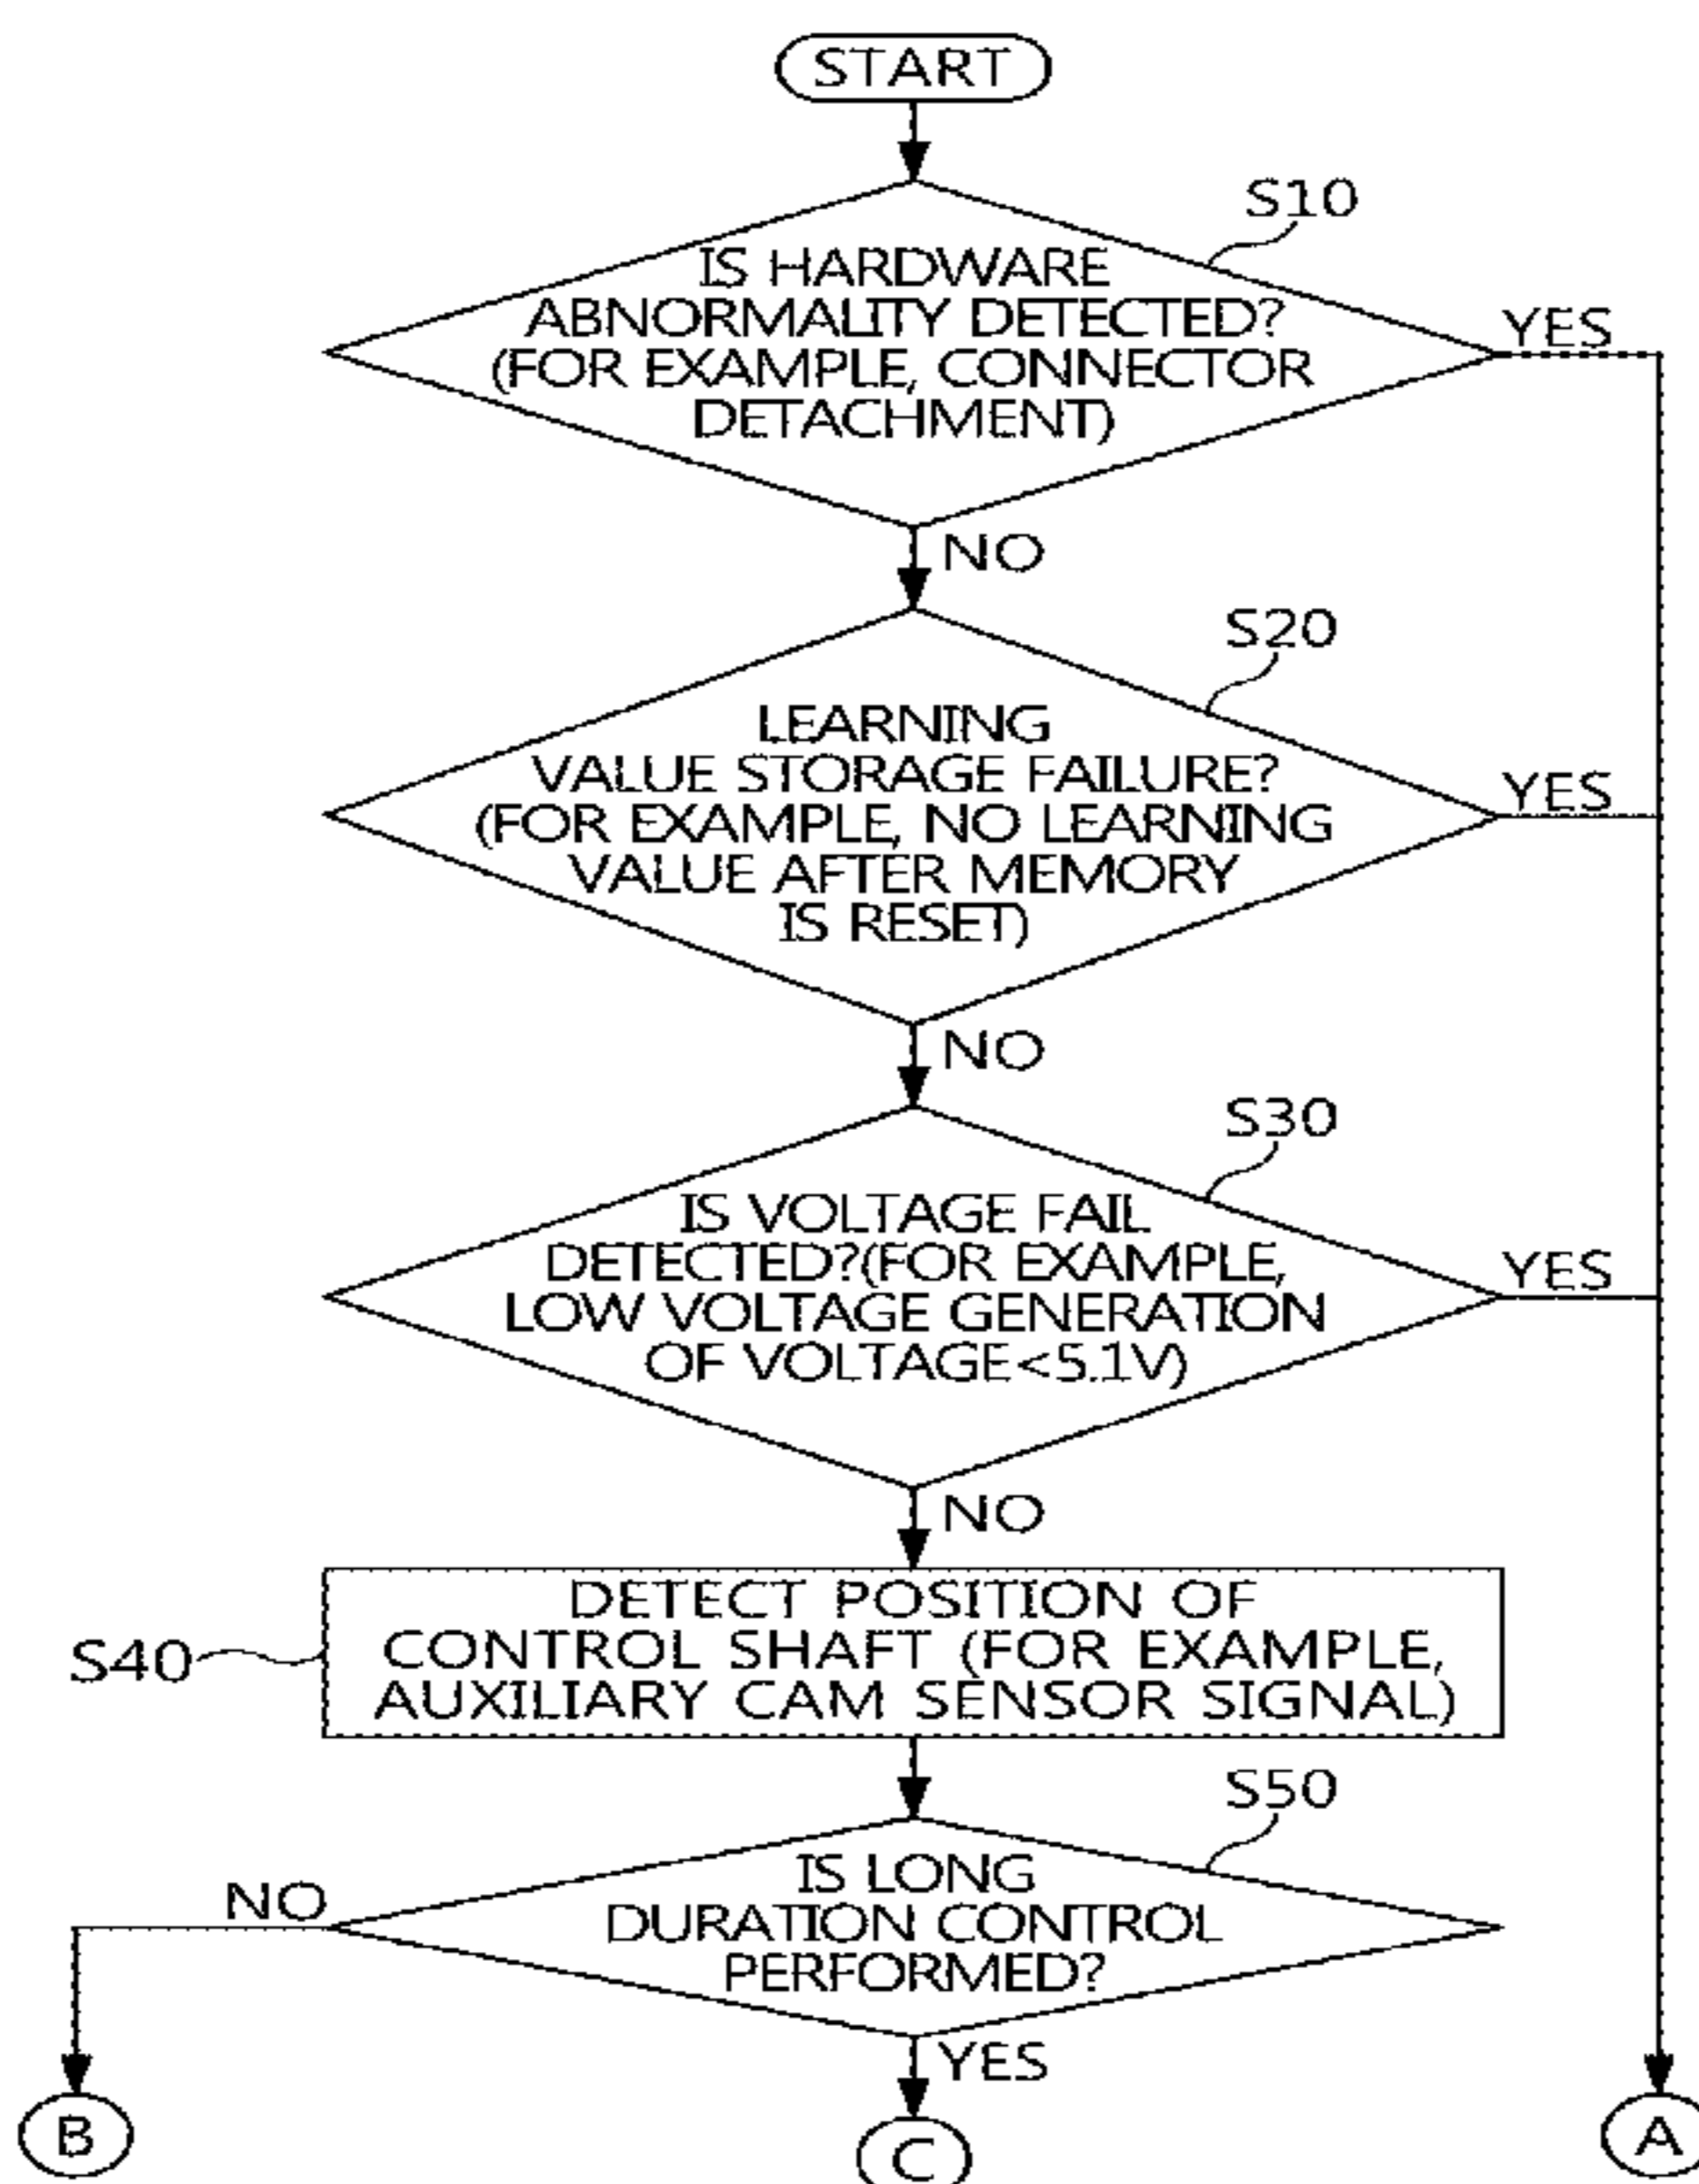 START
S10
IS HARDWARE
ABNORMALITY DETECTED?
(FOR EXAMPLE, CONNECTOR
DETACHMENT)
YES
NO
S20
LEARNING
VALUE STORAGE FAILURE?
(FOR EXAMPLE, NO LEARNING
VALUE AFTER MEMORY
IS RESET)
YES
NO
S30
IS VOLTAGE FAIL
DETECTED?(FOR EXAMPLE,
LOW VOLTAGE GENERATION
OF VOLTAGE<5.1V)
YES
NO
S40
DETECT POSITION OF
CONTROL SHAFT (FOR EXAMPLE,
AUXILIARY CAM SENSOR SIGNAL)
S50
IS LONG
DURATION CONTROL
PERFORMED?
NO
YES
B
C
A